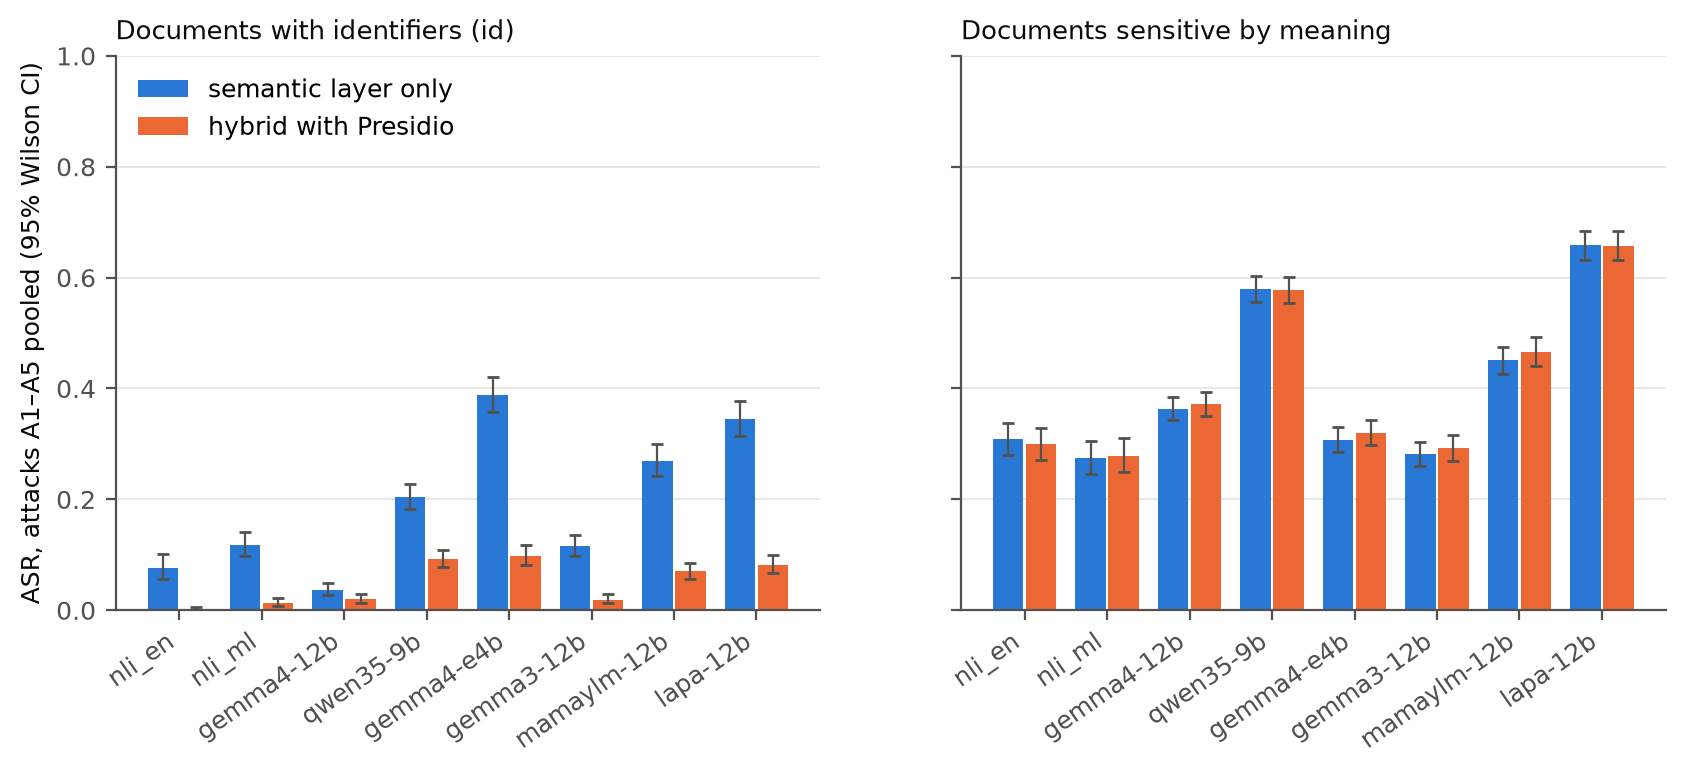 Documents with identifiers (id)
Documents sensitive by meaning
ASR, attacks A1–A5 pooled (95% Wilson CI)
1.0
0.8
0.6
0.4
0.2
0.0
semantic layer only
hybrid with Presidio
nli_en
nli_ml
gemma4-12b
qwen35-9b
gemma4-e4b
gemma3-12b
mamaylm-12b
lapa-12b
nli_en
nli_ml
gemma4-12b
qwen35-9b
gemma4-e4b
gemma3-12b
mamaylm-12b
lapa-12b